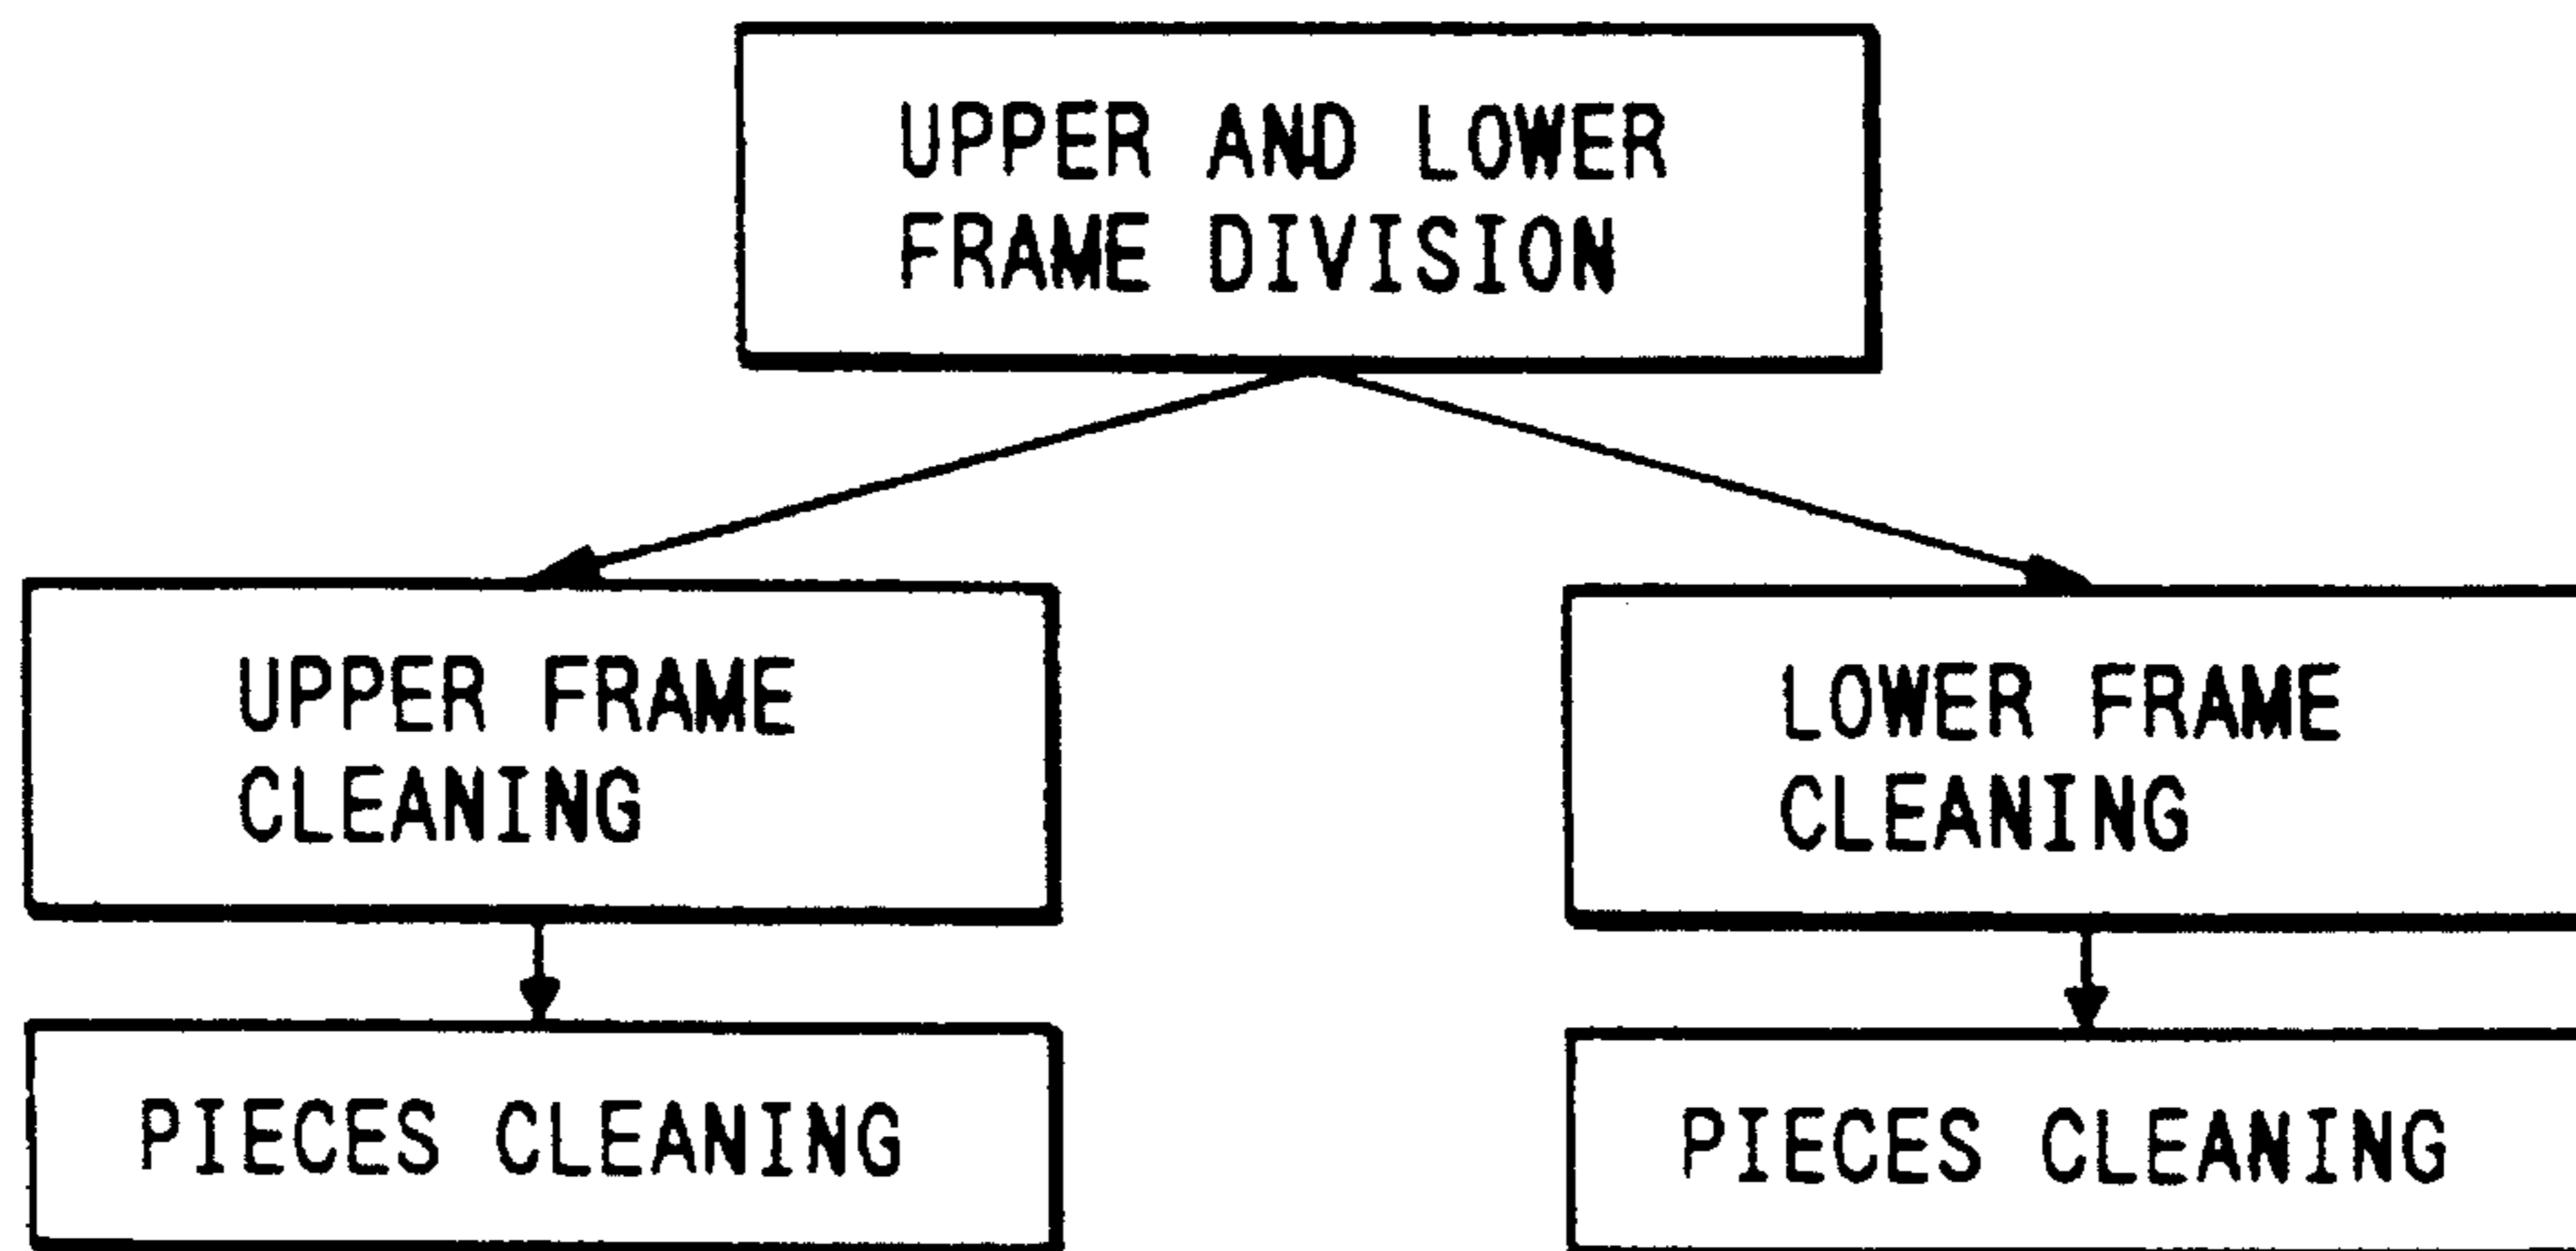 UPPER AND LOWER
FRAME DIVISION
UPPER FRAME
CLEANING
LOWER FRAME
CLEANING
PIECES CLEANING
PIECES CLEANING